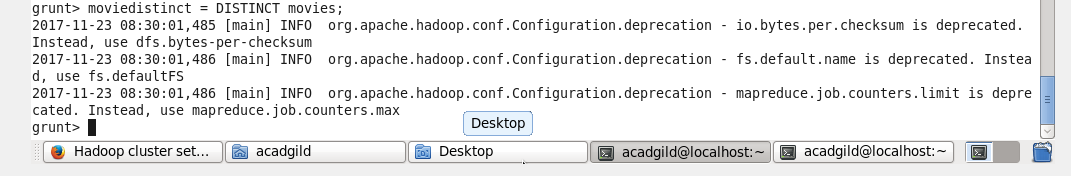 grunt> moviedistinct = DISTINCT movies;
2017-11-23 08:30:01,485 [main] INFO  org.apache.hadoop.conf.Configuration.deprecation - io.bytes.per.checksum is deprecated.
Instead, use dfs.bytes-per-checksum
2017-11-23 08:30:01,486 [main] INFO  org.apache.hadoop.conf.Configuration.deprecation - fs.default.name is deprecated. Instea
d, use fs.defaultFS
2017-11-23 08:30:01,486 [main] INFO  org.apache.hadoop.conf.Configuration.deprecation - mapreduce.job.counters.limit is depre
cated. Instead, use mapreduce.job.counters.max
grunt>
Desktop
Hadoop cluster set... acadgild Desktop acadgild@localhost:~ acadgild@localhost:~